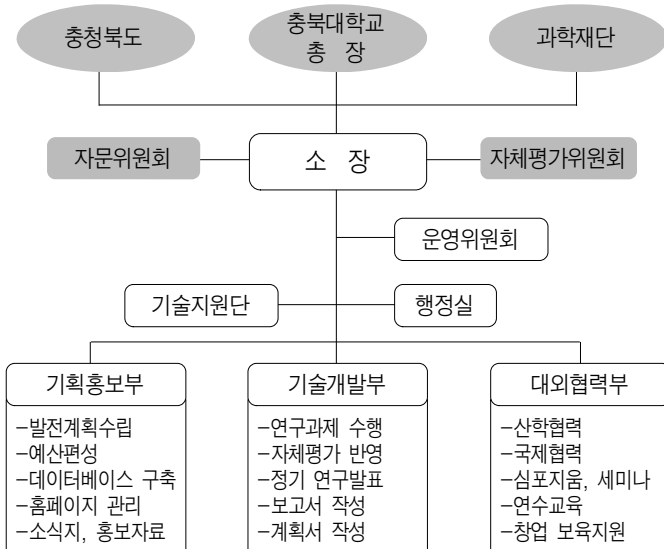 충청북도
충북대학교
총 장
과학재단
자문위원회
소 장
자체평가위원회
운영위원회
기술지원단
행정실
기획홍보부
-발전계획수립
-예산편성
-데이터베이스 구축
-홈페이지 관리
-소식지, 홍보자료
기술개발부
-연구과제 수행
-자체평가 반영
-정기 연구발표
-보고서 작성
-계획서 작성
대외협력부
-산학협력
-국제협력
-심포지움, 세미나
-연수교육
-창업 보육지원